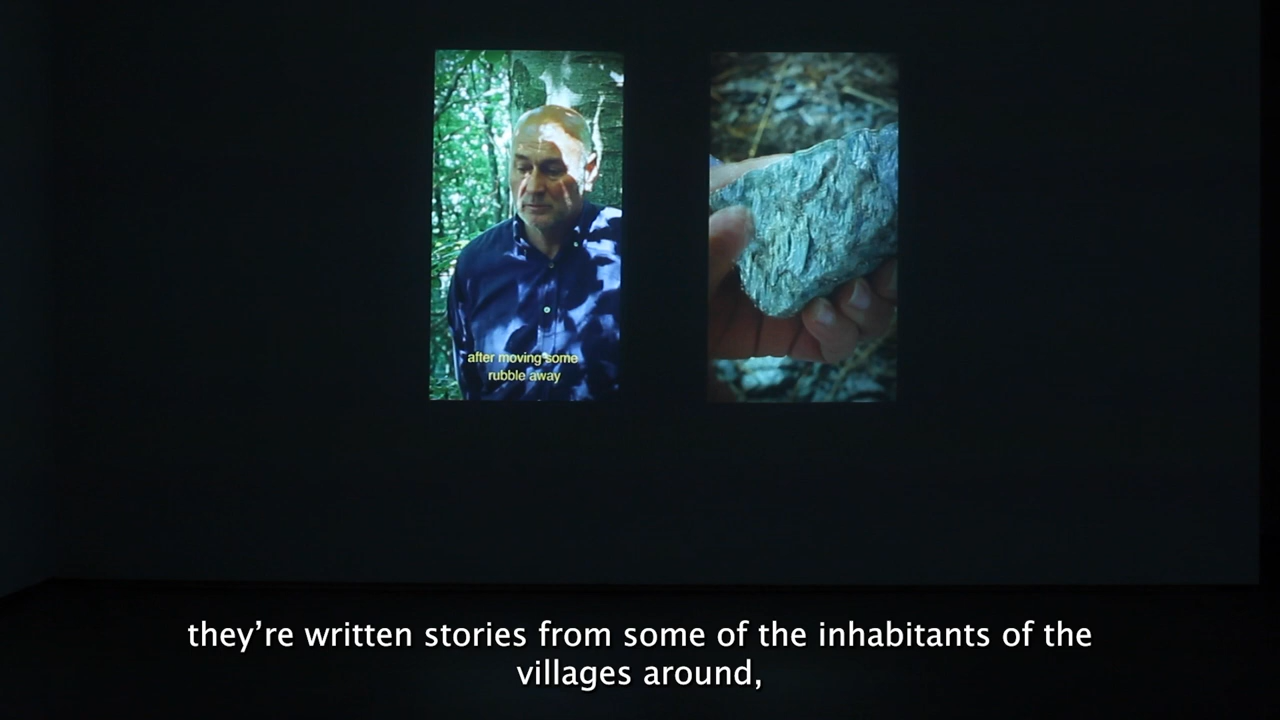 after moving some
rubble away
they’re written stories from some of the inhabitants of the
villages around,